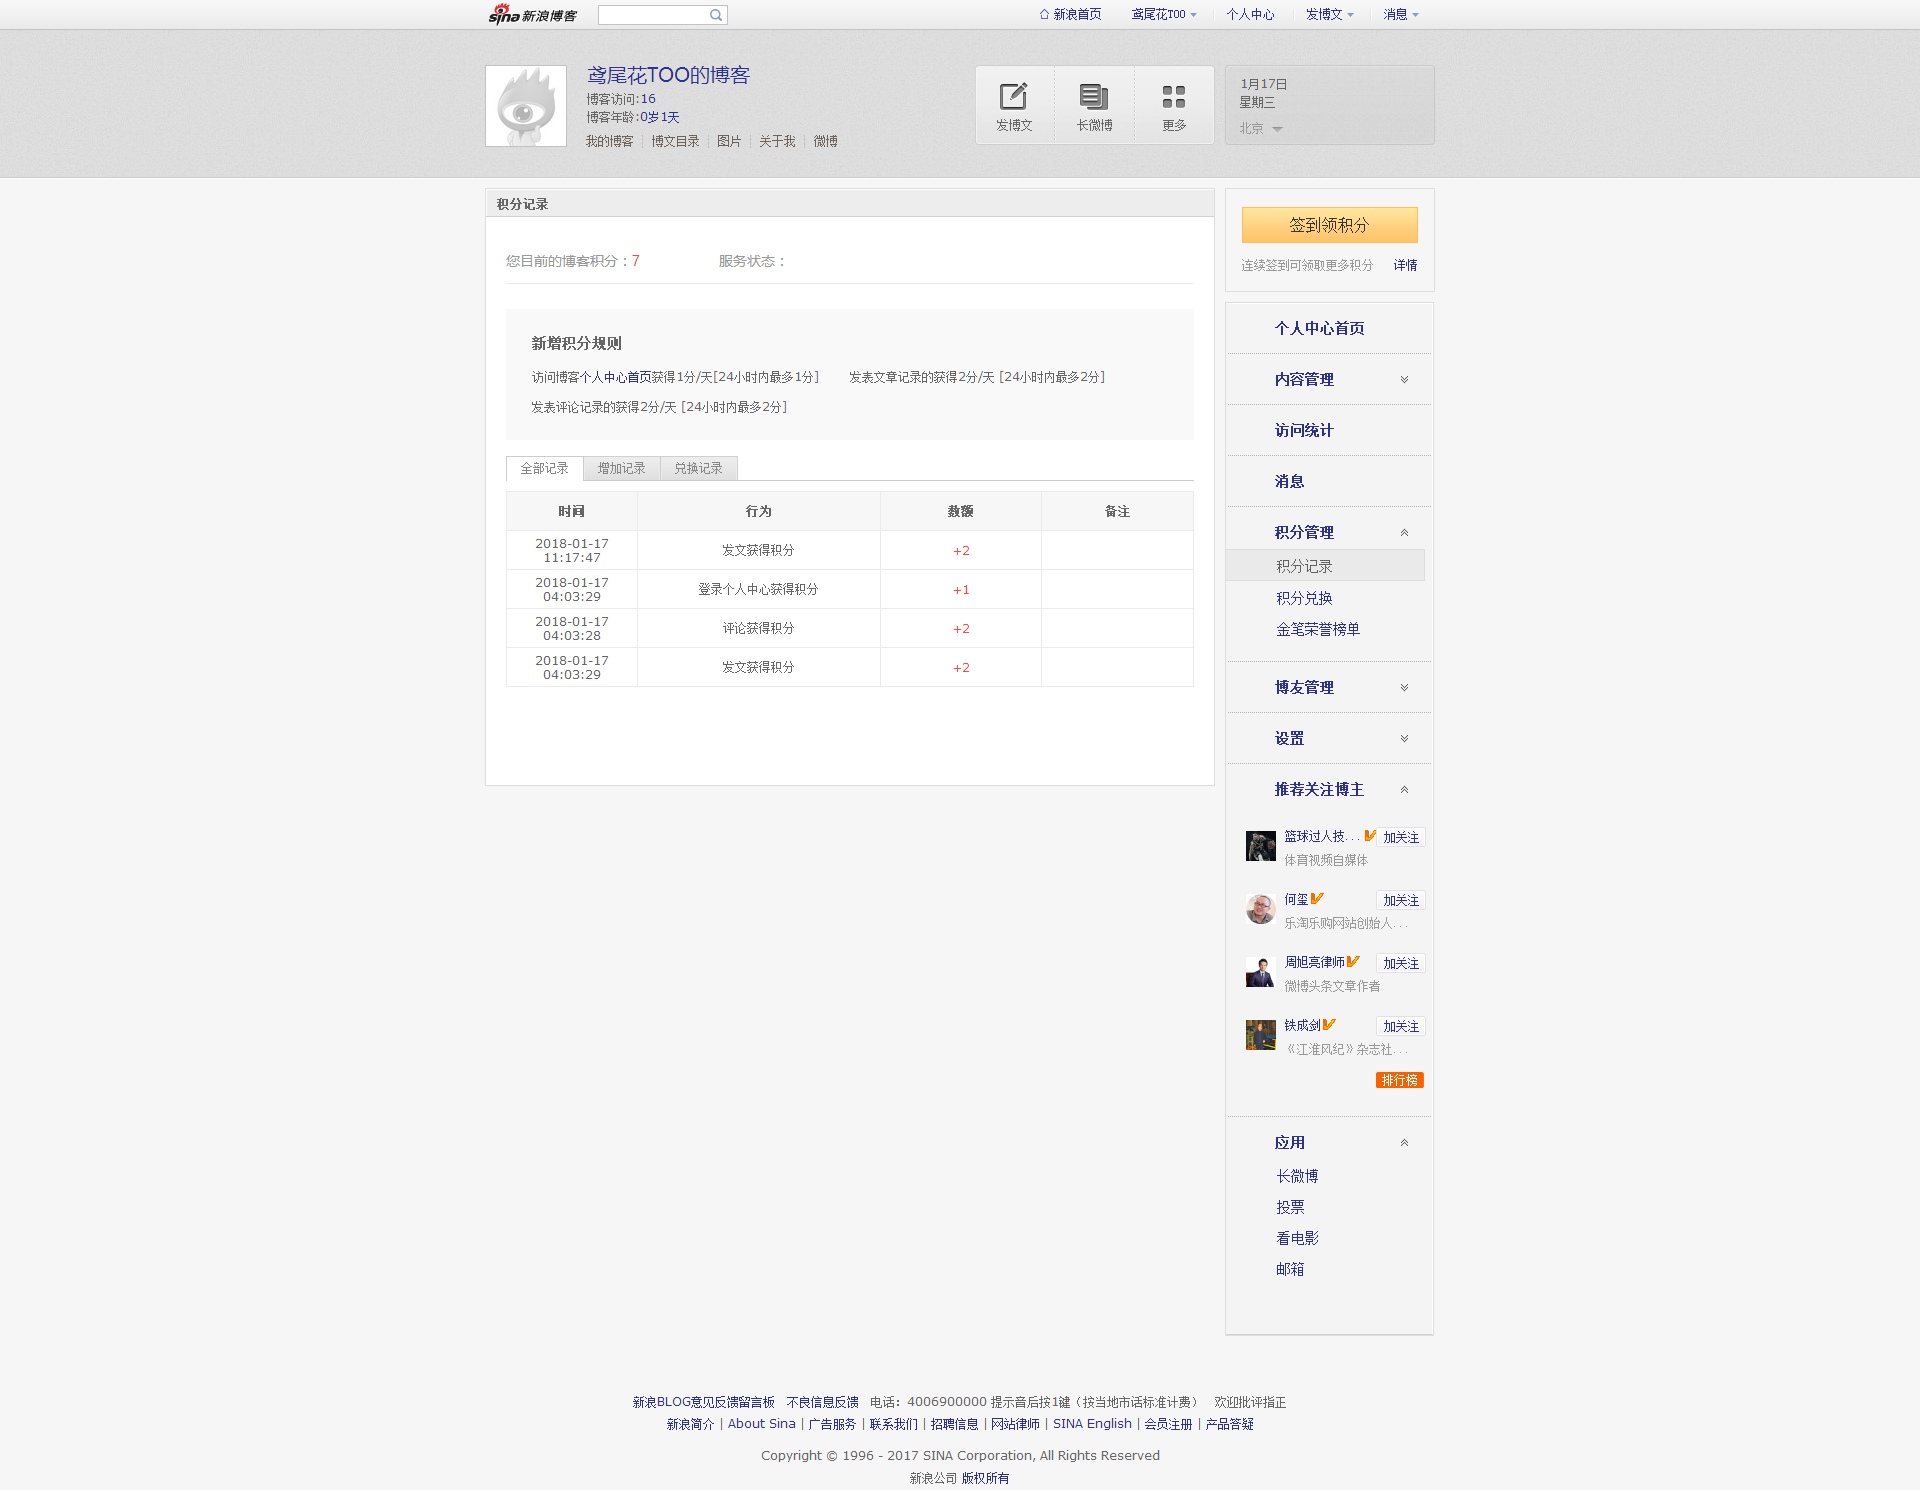 sina 新浪博客
新浪首页 鸢尾花TOO 个人中心 发博文 消息
鸢尾花TOO的博客
博客访问:16
博客年龄:0岁1天
我的博客 博文目录 图片 关于我 微博
发博文 长微博 更多
1月17日
星期三
北京
积分记录
您目前的博客积分：7 服务状态：
新增积分规则
访问博客个人中心首页获得1分/天[24小时内最多1分] 发表文章记录的获得2分/天 [24小时内最多2分]
发表评论记录的获得2分/天 [24小时内最多2分]
全部记录 增加记录 兑换记录
时间 行为 数额 备注
2018-01-17
11:17:47 发文获得积分 +2
2018-01-17
04:03:29 登录个人中心获得积分 +1
2018-01-17
04:03:28 评论获得积分 +2
2018-01-17
04:03:29 发文获得积分 +2
签到领积分
连续签到可领取更多积分 详情
个人中心首页
内容管理
访问统计
消息
积分管理
积分记录
积分兑换
金笔荣誉榜单
博友管理
设置
推荐关注博主
篮球过人技... 加关注
体育视频自媒体
何玺 加关注
乐淘乐购网站创始人...
周旭亮律师 加关注
微博头条文章作者
铁成剑 加关注
《江淮风纪》杂志社...
排行榜
应用
长微博
投票
看电影
邮箱
新浪BLOG意见反馈留言板 不良信息反馈 电话：4006900000 提示音后按1键（按当地市话标准计费） 欢迎批评指正
新浪简介 | About Sina | 广告服务 | 联系我们 | 招聘信息 | 网站律师 | SINA English | 会员注册 | 产品答疑
Copyright © 1996 - 2017 SINA Corporation, All Rights Reserved
新浪公司 版权所有